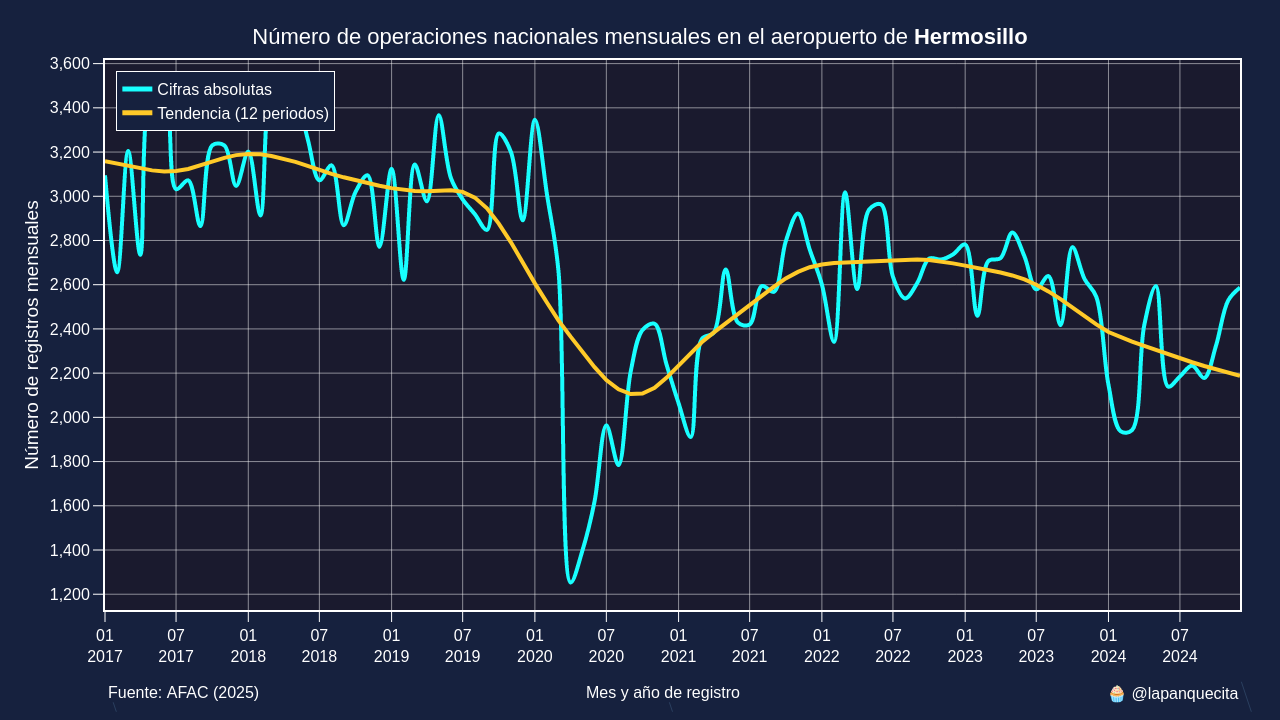 Número de operaciones nacionales mensuales en el aeropuerto de Hermosillo
Cifras absolutas
Tendencia (12 periodos)
Número de registros mensuales
3,600
3,400
3,200
3,000
2,800
2,600
2,400
2,200
2,000
1,800
1,600
1,400
1,200
01 07 01 07 01 07 01 07 01 07 01 07 01 07 01 07
2017 2017 2018 2018 2019 2019 2020 2020 2021 2021 2022 2022 2023 2023 2024 2024
Fuente: AFAC (2025)
Mes y año de registro
🧁 @lapanquecita